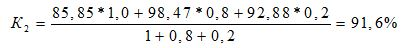 K₂ = (85,85*1,0+98,47*0,8+92,88*0,2)/(1+0,8+0,2) = 91,6%